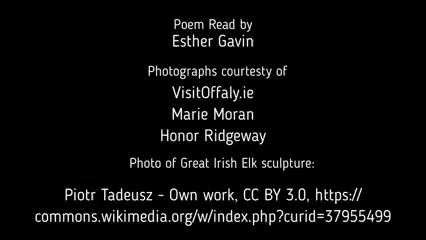 Poem Read by
Esther Gavin
Photographs courtesty of
VisitOffaly.ie
Marie Moran
Honor Ridgeway
Photo of Great Irish Elk sculpture:
Piotr Tadeusz - Own work, CC BY 3.0, https://
commons.wikimedia.org/w/index.php?curid=37955499